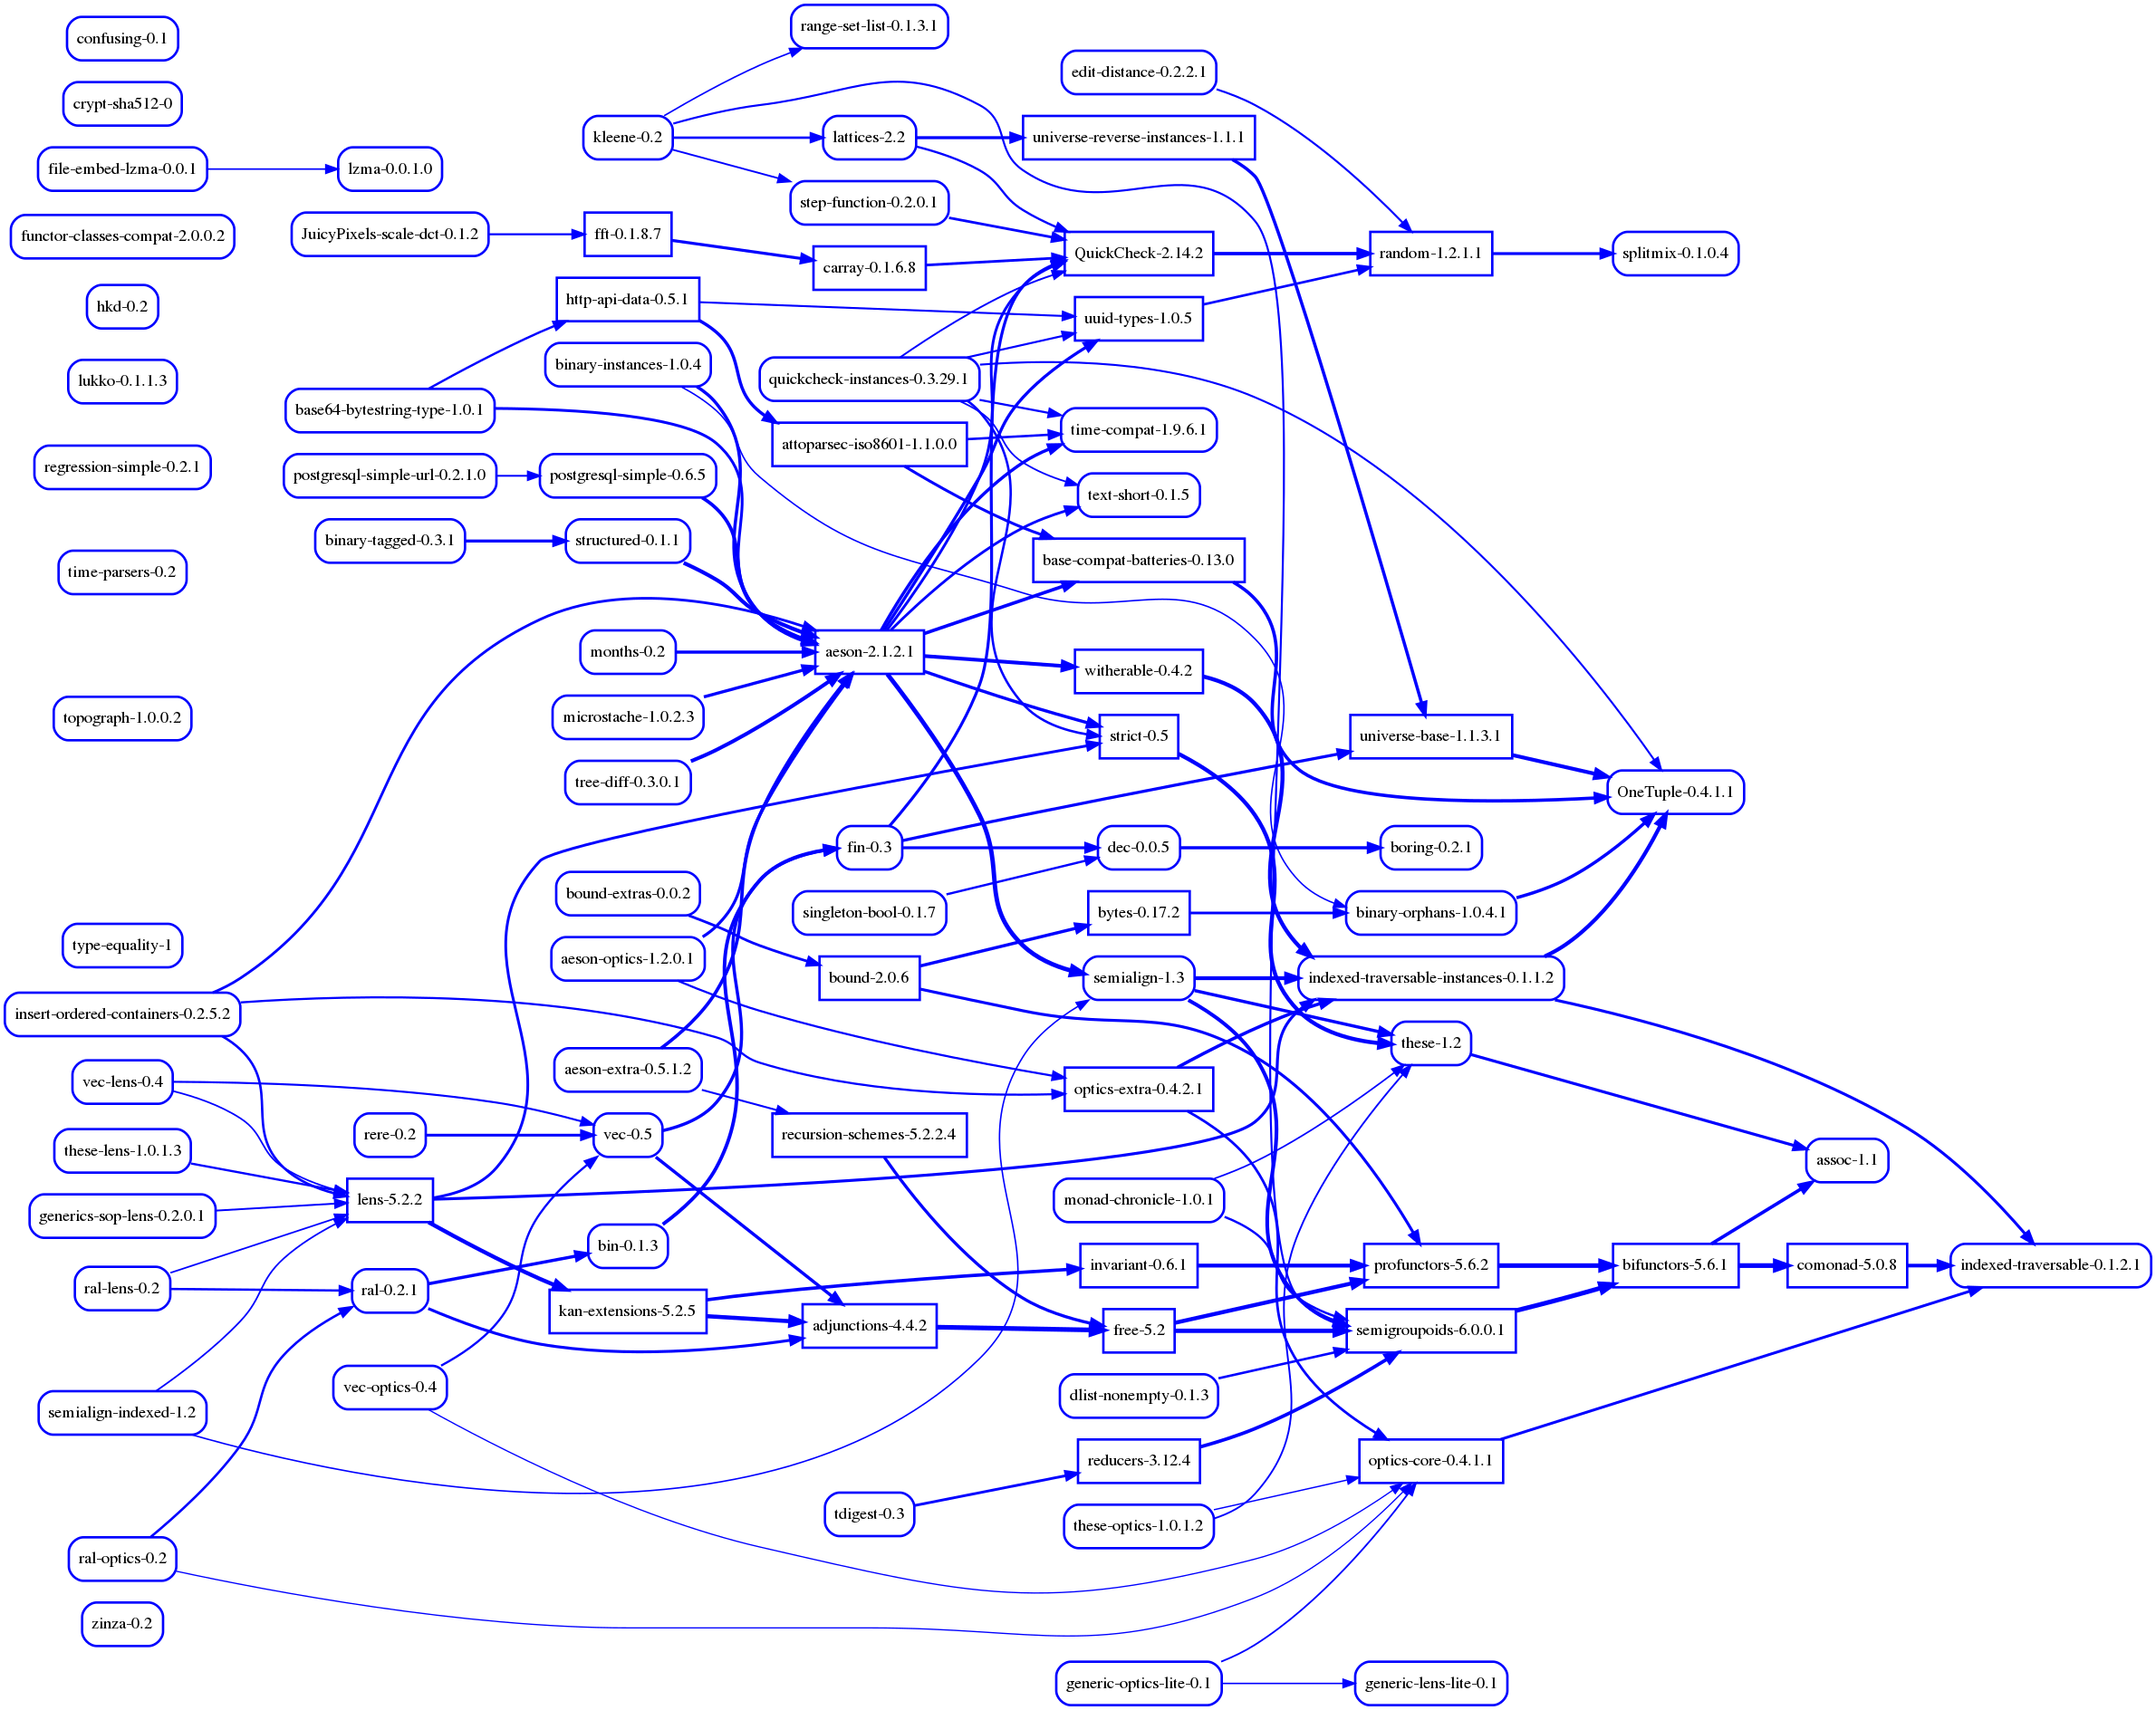 confusing-0.1
crypt-sha512-0
file-embed-lzma-0.0.1
functor-classes-compat-2.0.0.2
hkd-0.2
lukko-0.1.1.3
regression-simple-0.2.1
time-parsers-0.2
topograph-1.0.0.2
type-equality-1
insert-ordered-containers-0.2.5.2
vec-lens-0.4
these-lens-1.0.1.3
generics-sop-lens-0.2.0.1
ral-lens-0.2
semialign-indexed-1.2
ral-optics-0.2
zinza-0.2
lzma-0.0.1.0
JuicyPixels-scale-dct-0.1.2
base64-bytestring-type-1.0.1
postgresql-simple-url-0.2.1.0
binary-tagged-0.3.1
rere-0.2
lens-5.2.2
ral-0.2.1
vec-optics-0.4
kleene-0.2
fft-0.1.8.7
http-api-data-0.5.1
binary-instances-1.0.4
postgresql-simple-0.6.5
structured-0.1.1
months-0.2
microstache-1.0.2.3
tree-diff-0.3.0.1
bound-extras-0.0.2
aeson-optics-1.2.0.1
aeson-extra-0.5.1.2
vec-0.5
bin-0.1.3
kan-extensions-5.2.5
range-set-list-0.1.3.1
lattices-2.2
step-function-0.2.0.1
carray-0.1.6.8
quickcheck-instances-0.3.29.1
attoparsec-iso8601-1.1.0.0
aeson-2.1.2.1
fin-0.3
singleton-bool-0.1.7
bound-2.0.6
recursion-schemes-5.2.2.4
adjunctions-4.4.2
tdigest-0.3
edit-distance-0.2.2.1
universe-reverse-instances-1.1.1
QuickCheck-2.14.2
uuid-types-1.0.5
time-compat-1.9.6.1
text-short-0.1.5
base-compat-batteries-0.13.0
witherable-0.4.2
strict-0.5
dec-0.0.5
bytes-0.17.2
semialign-1.3
optics-extra-0.4.2.1
monad-chronicle-1.0.1
invariant-0.6.1
free-5.2
dlist-nonempty-0.1.3
reducers-3.12.4
these-optics-1.0.1.2
generic-optics-lite-0.1
random-1.2.1.1
universe-base-1.1.3.1
boring-0.2.1
binary-orphans-1.0.4.1
indexed-traversable-instances-0.1.1.2
these-1.2
profunctors-5.6.2
semigroupoids-6.0.0.1
optics-core-0.4.1.1
generic-lens-lite-0.1
splitmix-0.1.0.4
OneTuple-0.4.1.1
bifunctors-5.6.1
assoc-1.1
comonad-5.0.8
indexed-traversable-0.1.2.1